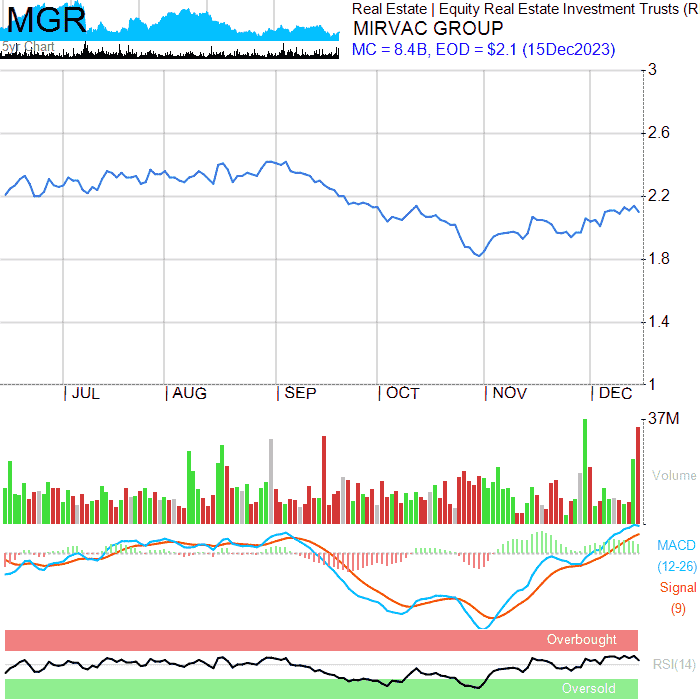 MGR
5yr Chart
Real Estate | Equity Real Estate Investment Trusts (R
MIRVAC GROUP
MC = 8.4B, EOD = $2.1 (15Dec2023)
3
2.6
2.2
1.8
1.4
1
JUL
AUG
SEP
OCT
NOV
DEC
37M
Volume
MACD
(12-26)
Signal
(9)
Overbought
RSI(14)
Oversold